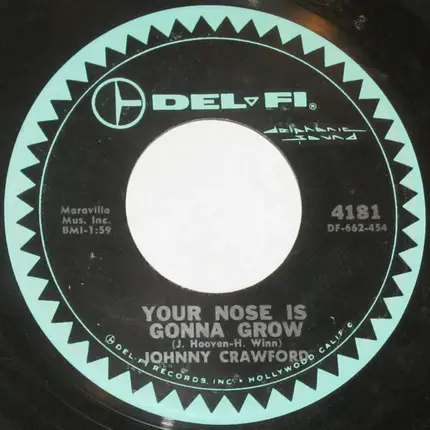 DEL-FI®
delphonic
sound
Maravilla
Mus. Inc.
BMI-1:59
4181
DF-662-454
YOUR NOSE IS
GONNA GROW
(J. Hooven-H. Winn)
JOHNNY CRAWFORD
DEL-FI RECORDS, INC. • HOLLYWOOD, CALIF.